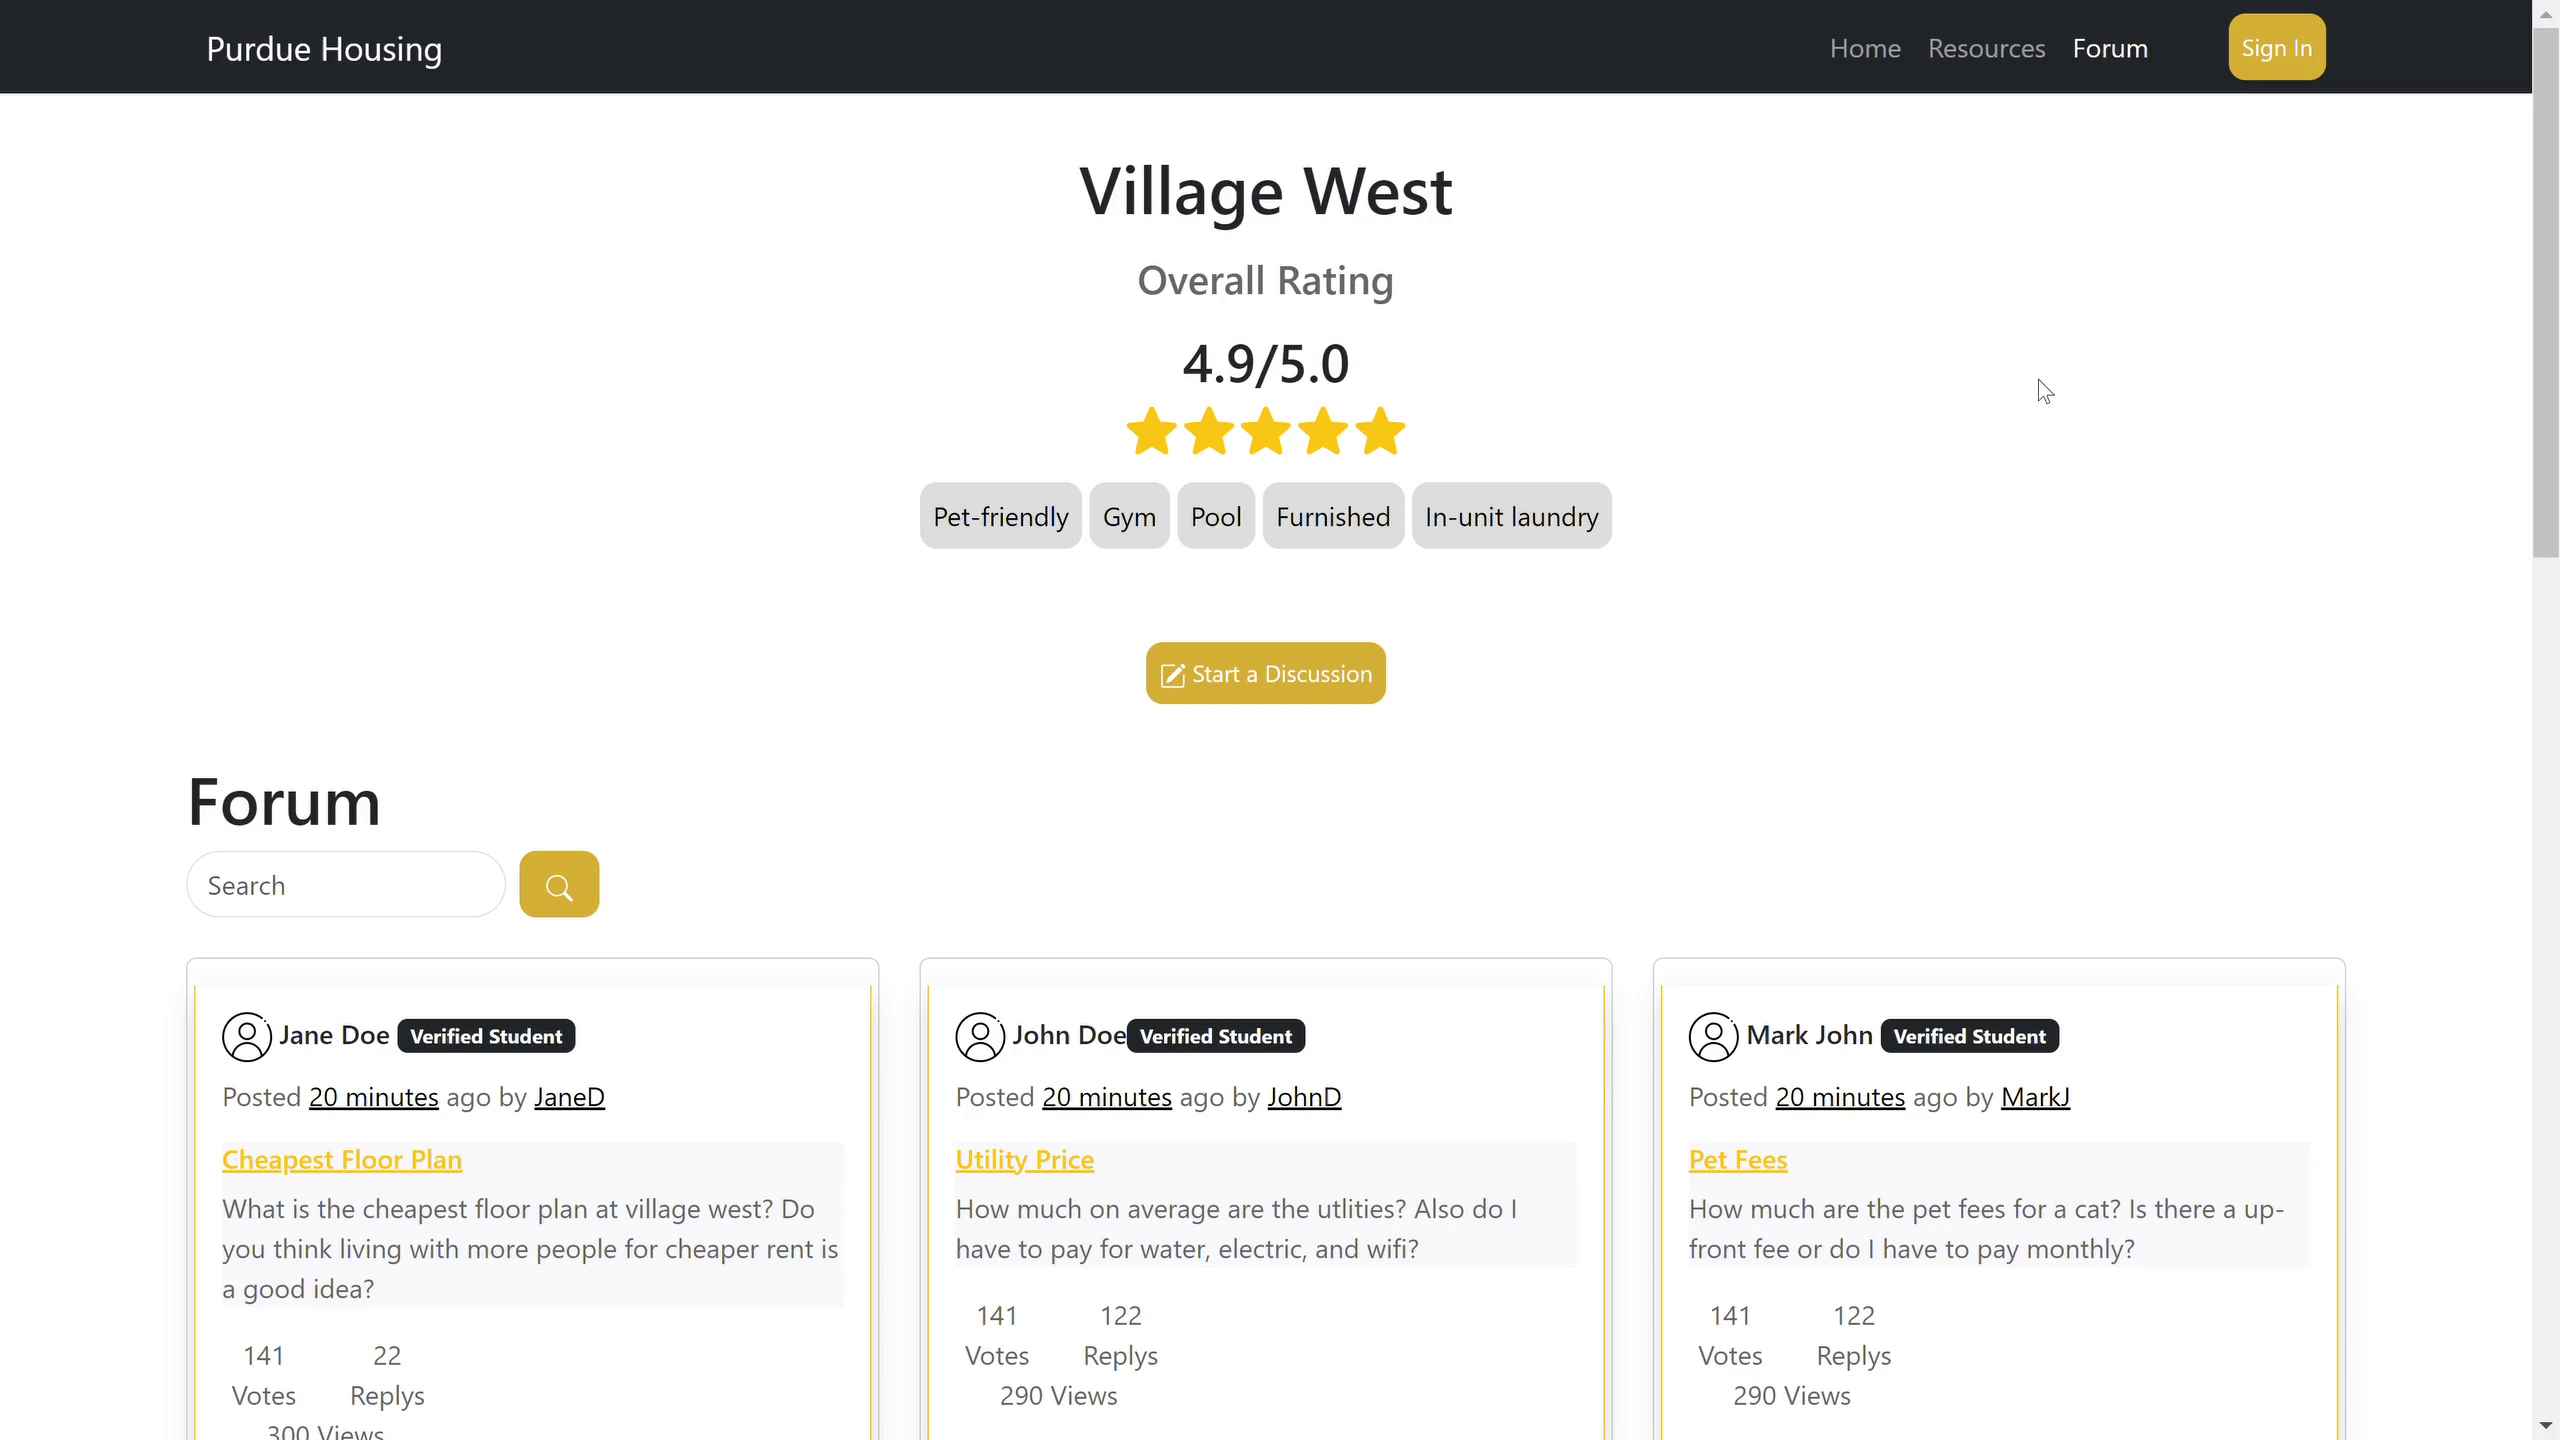 Purdue Housing
Home Resources Forum Sign In
Village West
Overall Rating
4.9/5.0
Pet-friendly Gym Pool Furnished In-unit laundry
Start a Discussion
Forum
Search
Jane Doe Verified Student
Posted 20 minutes ago by JaneD
Cheapest Floor Plan
What is the cheapest floor plan at village west? Do
you think living with more people for cheaper rent is
a good idea?
141 22
Votes Replys
300 Views
John Doe Verified Student
Posted 20 minutes ago by JohnD
Utility Price
How much on average are the utlities? Also do I
have to pay for water, electric, and wifi?
141 122
Votes Replys
290 Views
Mark John Verified Student
Posted 20 minutes ago by MarkJ
Pet Fees
How much are the pet fees for a cat? Is there a up-
front fee or do I have to pay monthly?
141 122
Votes Replys
290 Views